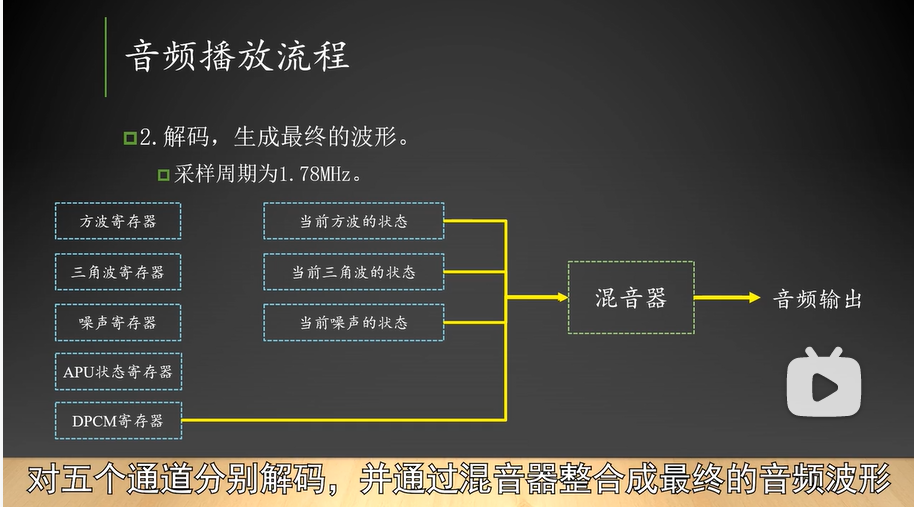 音频播放流程
2.解码，生成最终的波形。
采样周期为1.78MHz。
方波寄存器
当前方波的状态
三角波寄存器
当前三角波的状态
混音器
音频输出
噪声寄存器
当前噪声的状态
APU状态寄存器
DPCM寄存器
对五个通道分别解码，并通过混音器整合成最终的音频波形